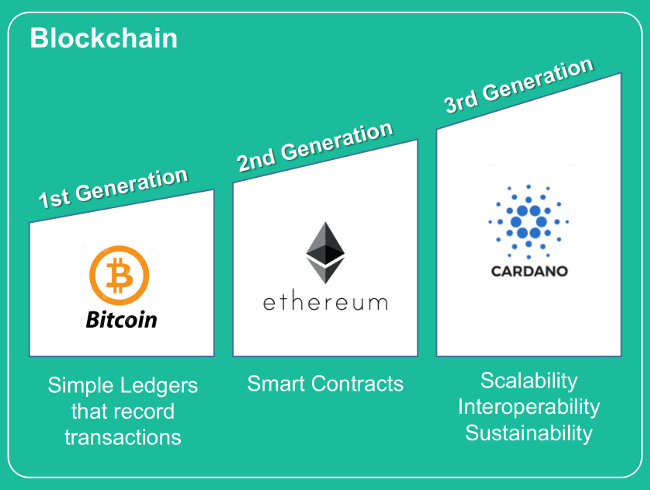 Blockchain
1st Generation
2nd Generation
3rd Generation
Bitcoin
ethereum
CARDANO
Simple Ledgers
that record
transactions
Smart Contracts
Scalability
Interoperability
Sustainability